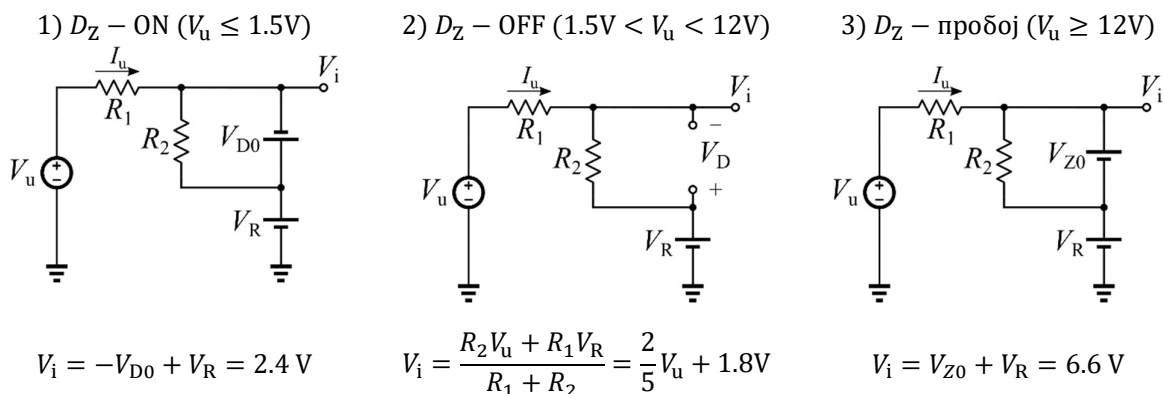 1) D_Z − ON (V_u ≤ 1.5V)
2) D_Z − OFF (1.5V < V_u < 12V)
3) D_Z − пробој (V_u ≥ 12V)
I_u
V_i
R_1
R_2
V_D0
V_u
+
−
V_R
I_u
V_i
R_1
−
R_2
V_D
V_u
+
−
+
V_R
I_u
V_i
R_1
R_2
V_Z0
V_u
+
−
V_R
V_i = −V_D0 + V_R = 2.4 V
V_i = (R_2V_u + R_1V_R) / (R_1 + R_2) = 2/5 V_u + 1.8V
V_i = V_Z0 + V_R = 6.6 V